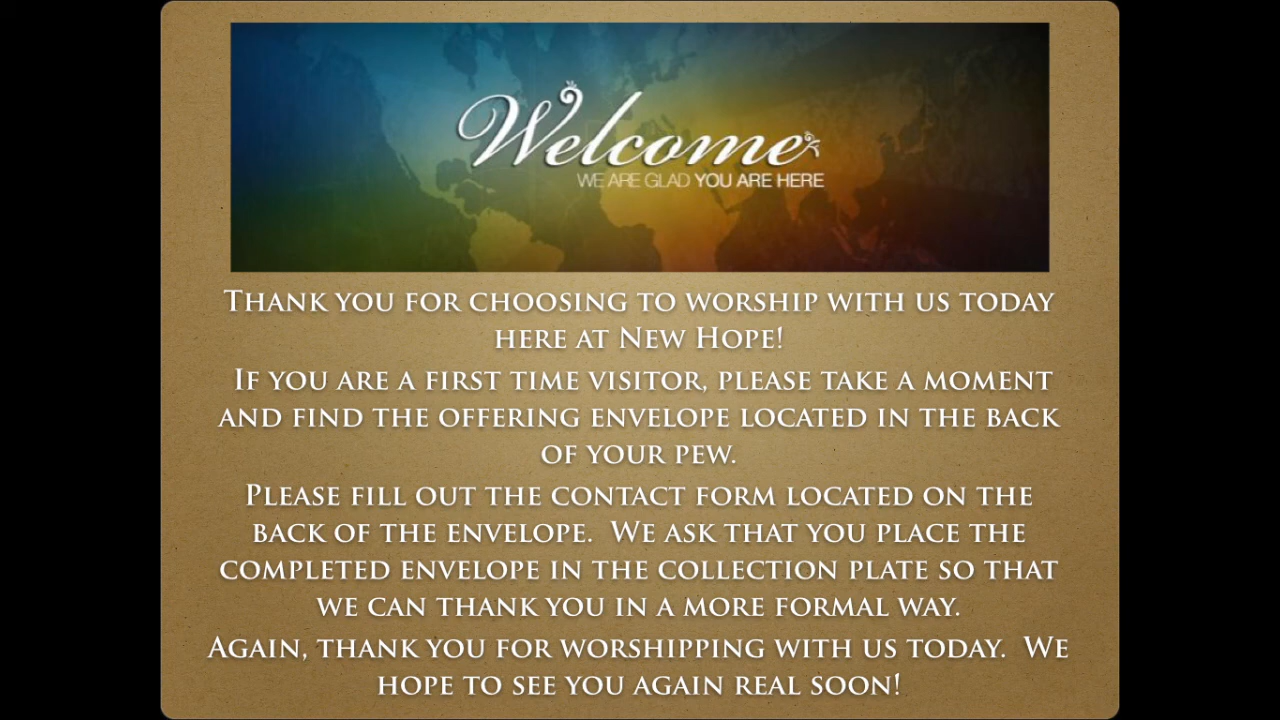 Welcome
WE ARE GLAD YOU ARE HERE
THANK YOU FOR CHOOSING TO WORSHIP WITH US TODAY
HERE AT NEW HOPE!
IF YOU ARE A FIRST TIME VISITOR, PLEASE TAKE A MOMENT
AND FIND THE OFFERING ENVELOPE LOCATED IN THE BACK
OF YOUR PEW.
PLEASE FILL OUT THE CONTACT FORM LOCATED ON THE
BACK OF THE ENVELOPE.  WE ASK THAT YOU PLACE THE
COMPLETED ENVELOPE IN THE COLLECTION PLATE SO THAT
WE CAN THANK YOU IN A MORE FORMAL WAY.
AGAIN, THANK YOU FOR WORSHIPPING WITH US TODAY.  WE
HOPE TO SEE YOU AGAIN REAL SOON!